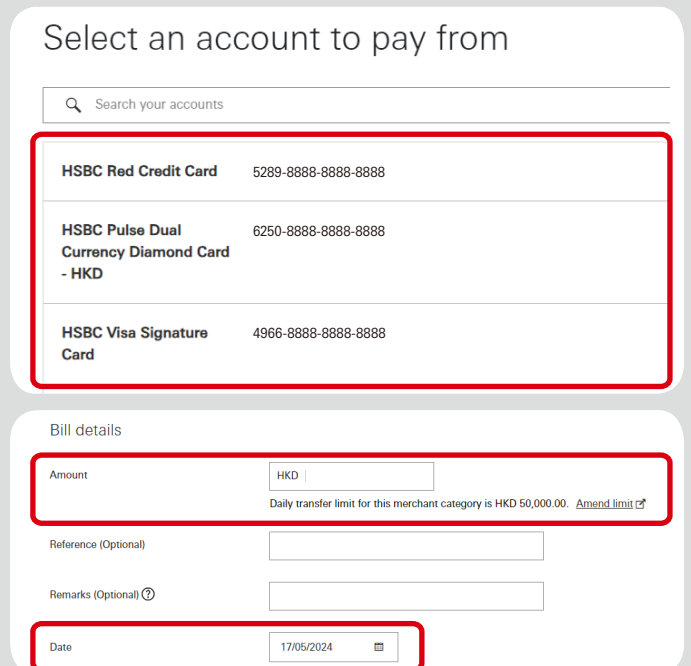 Select an account to pay from
Search your accounts
HSBC Red Credit Card 5289-8888-8888-8888
HSBC Pulse Dual 6250-8888-8888-8888
Currency Diamond Card
- HKD
HSBC Visa Signature 4966-8888-8888-8888
Card
Bill details
Amount HKD
Daily transfer limit for this merchant category is HKD 50,000.00. Amend limit
Reference (Optional)
Remarks (Optional) ?
Date 17/05/2024